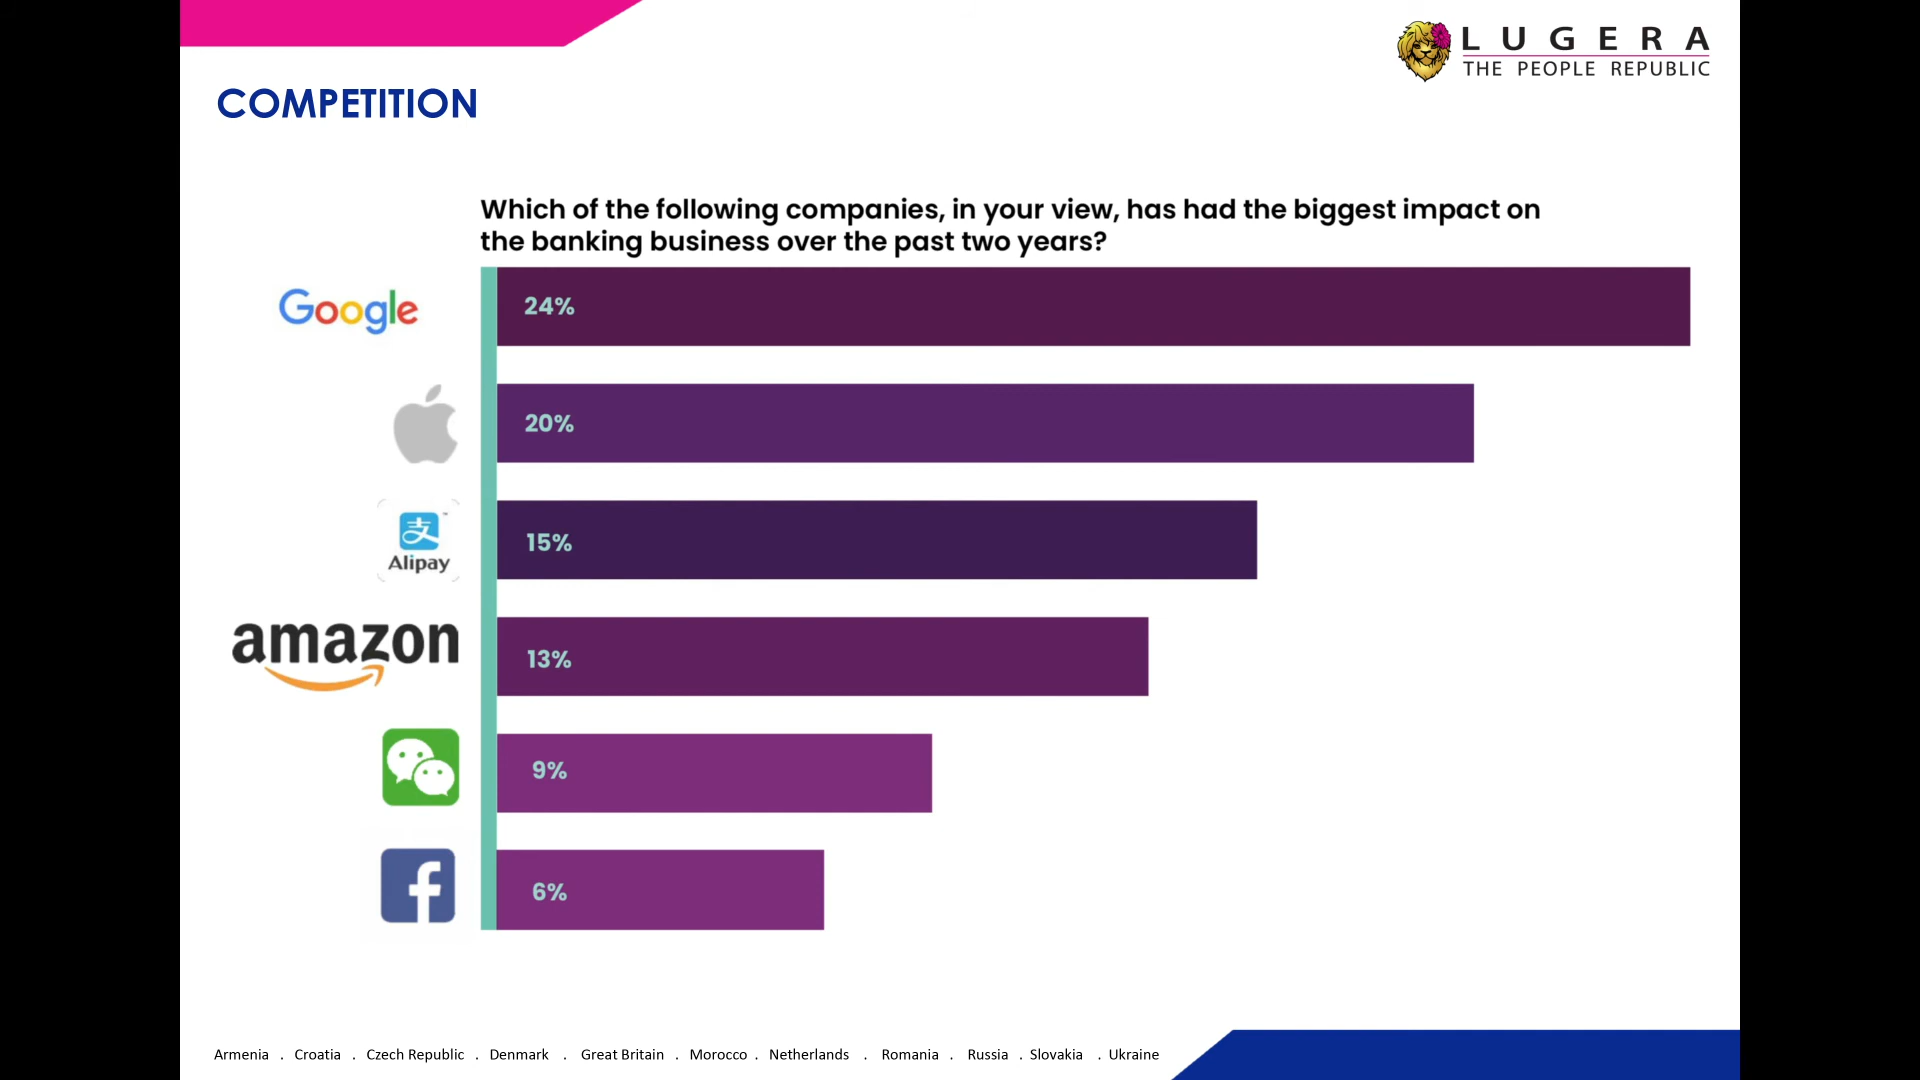 LUGERA
THE PEOPLE REPUBLIC
COMPETITION
Which of the following companies, in your view, has had the biggest impact on
the banking business over the past two years?
Google
24%
20%
支
Alipay
15%
amazon
13%
9%
f
6%
Armenia . Croatia . Czech Republic . Denmark . Great Britain . Morocco . Netherlands . Romania . Russia . Slovakia . Ukraine